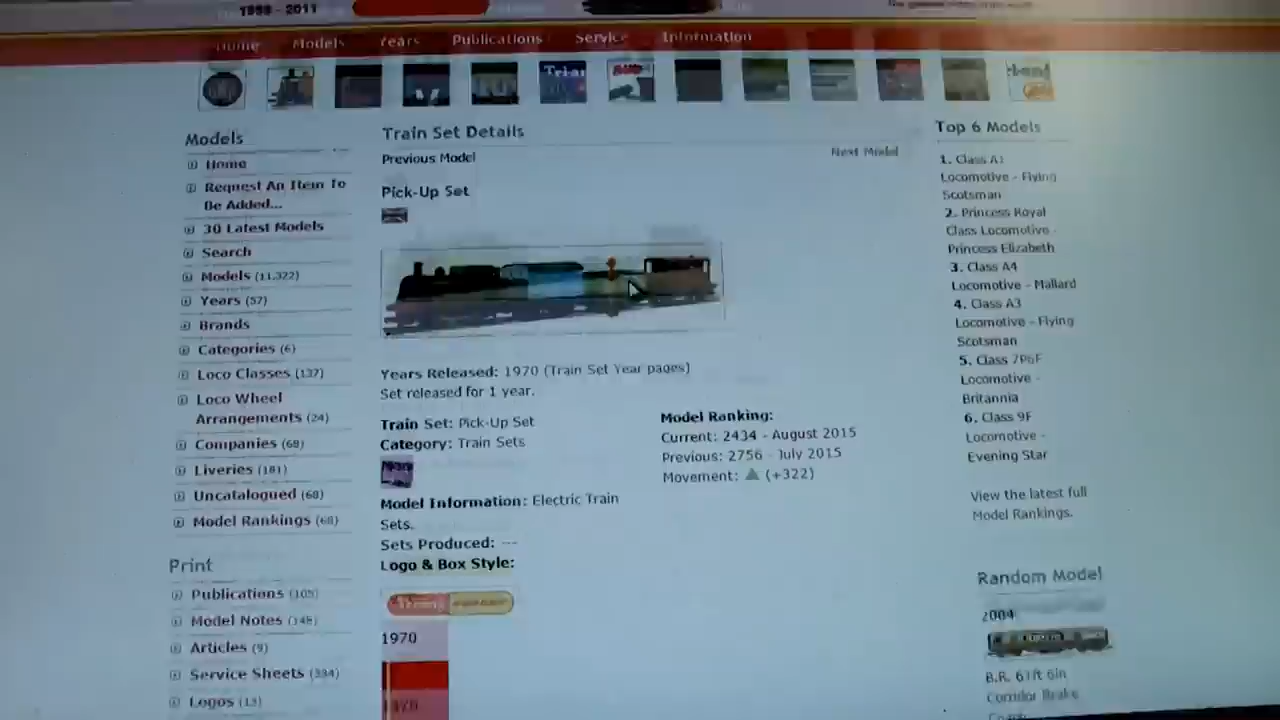 1998 - 2011
Home Models Years Publications Service Information
Models
Home
Request An Item To
Be Added...
30 Latest Models
Search
Models (11,322)
Years (57)
Brands
Categories (6)
Loco Classes (137)
Loco Wheel
Arrangements (24)
Companies (68)
Liveries (181)
Uncatalogued (68)
Model Rankings (68)
Print
Publications (105)
Model Notes (148)
Articles (9)
Service Sheets (334)
Logos (13)
Train Set Details
Previous Model
Next Model
Pick-Up Set
Years Released: 1970 (Train Set Year pages)
Set released for 1 year.
Train Set: Pick-Up Set
Category: Train Sets
Model Information: Electric Train
Sets.
Sets Produced: ---
Logo & Box Style:
1970
1970
Model Ranking:
Current: 2434 - August 2015
Previous: 2756 - July 2015
Movement: (+322)
Top 6 Models
1. Class A1
Locomotive - Flying
Scotsman
2. Princess Royal
Class Locomotive -
Princess Elizabeth
3. Class A4
Locomotive - Mallard
4. Class A3
Locomotive - Flying
Scotsman
5. Class 7P6F
Locomotive -
Britannia
6. Class 9F
Locomotive -
Evening Star
View the latest full
Model Rankings.
Random Model
2004
B.R. 61ft 6in
Corridor Brake
Coach